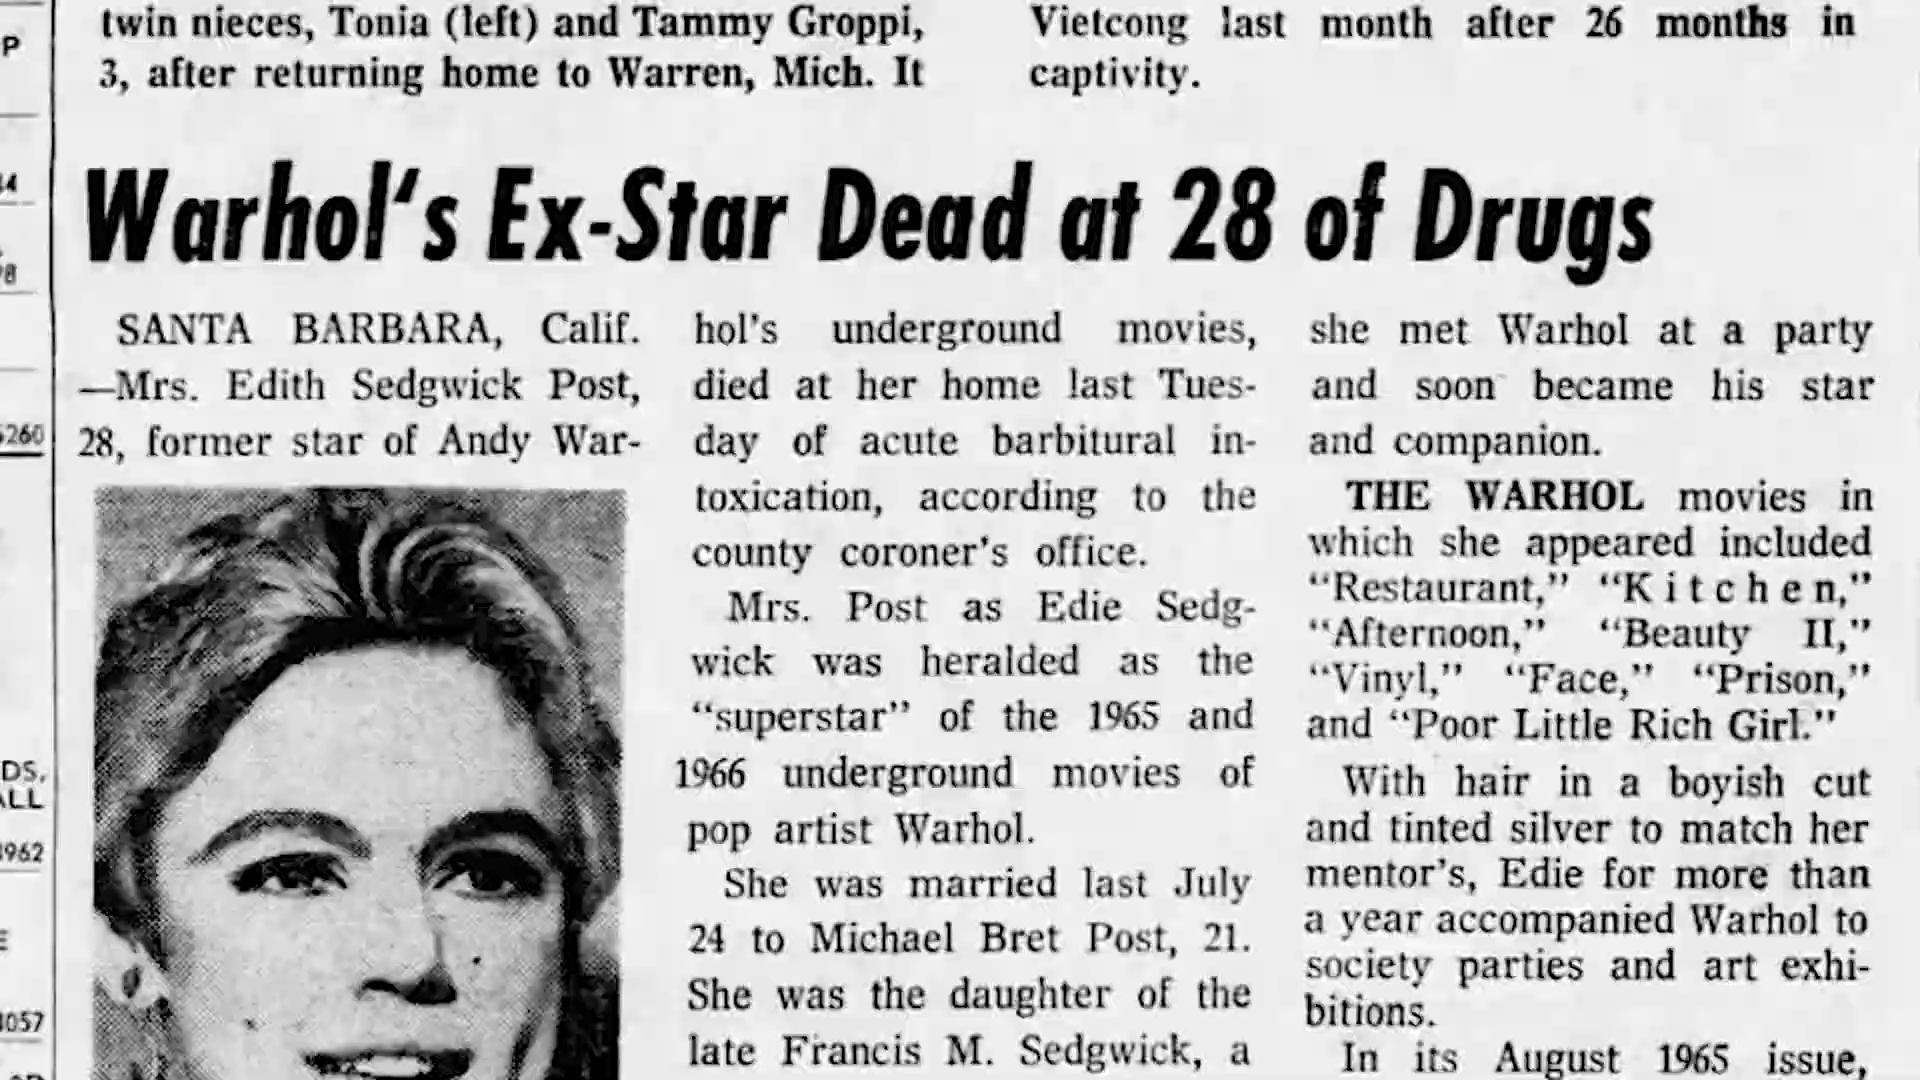 twin nieces, Tonia (left) and Tammy Groppi,
3, after returning home to Warren, Mich. It
Vietcong last month after 26 months in
captivity.
P
260
DS,
ALL
1962
4057
Warhol's Ex-Star Dead at 28 of Drugs
SANTA BARBARA, Calif.
—Mrs. Edith Sedgwick Post,
28, former star of Andy War-
hol's underground movies,
died at her home last Tues-
day of acute barbitural in-
toxication, according to the
county coroner's office.
Mrs. Post as Edie Sedg-
wick was heralded as the
“superstar” of the 1965 and
1966 underground movies of
pop artist Warhol.
She was married last July
24 to Michael Bret Post, 21.
She was the daughter of the
late Francis M. Sedgwick, a
she met Warhol at a party
and soon became his star
and companion.
THE WARHOL movies in
which she appeared included
“Restaurant,” “Kitchen,”
“Afternoon,” “Beauty II,”
“Vinyl,” “Face,” “Prison,”
and “Poor Little Rich Girl.”
With hair in a boyish cut
and tinted silver to match her
mentor's, Edie for more than
a year accompanied Warhol to
society parties and art exhi-
bitions.
In its August 1965 issue,